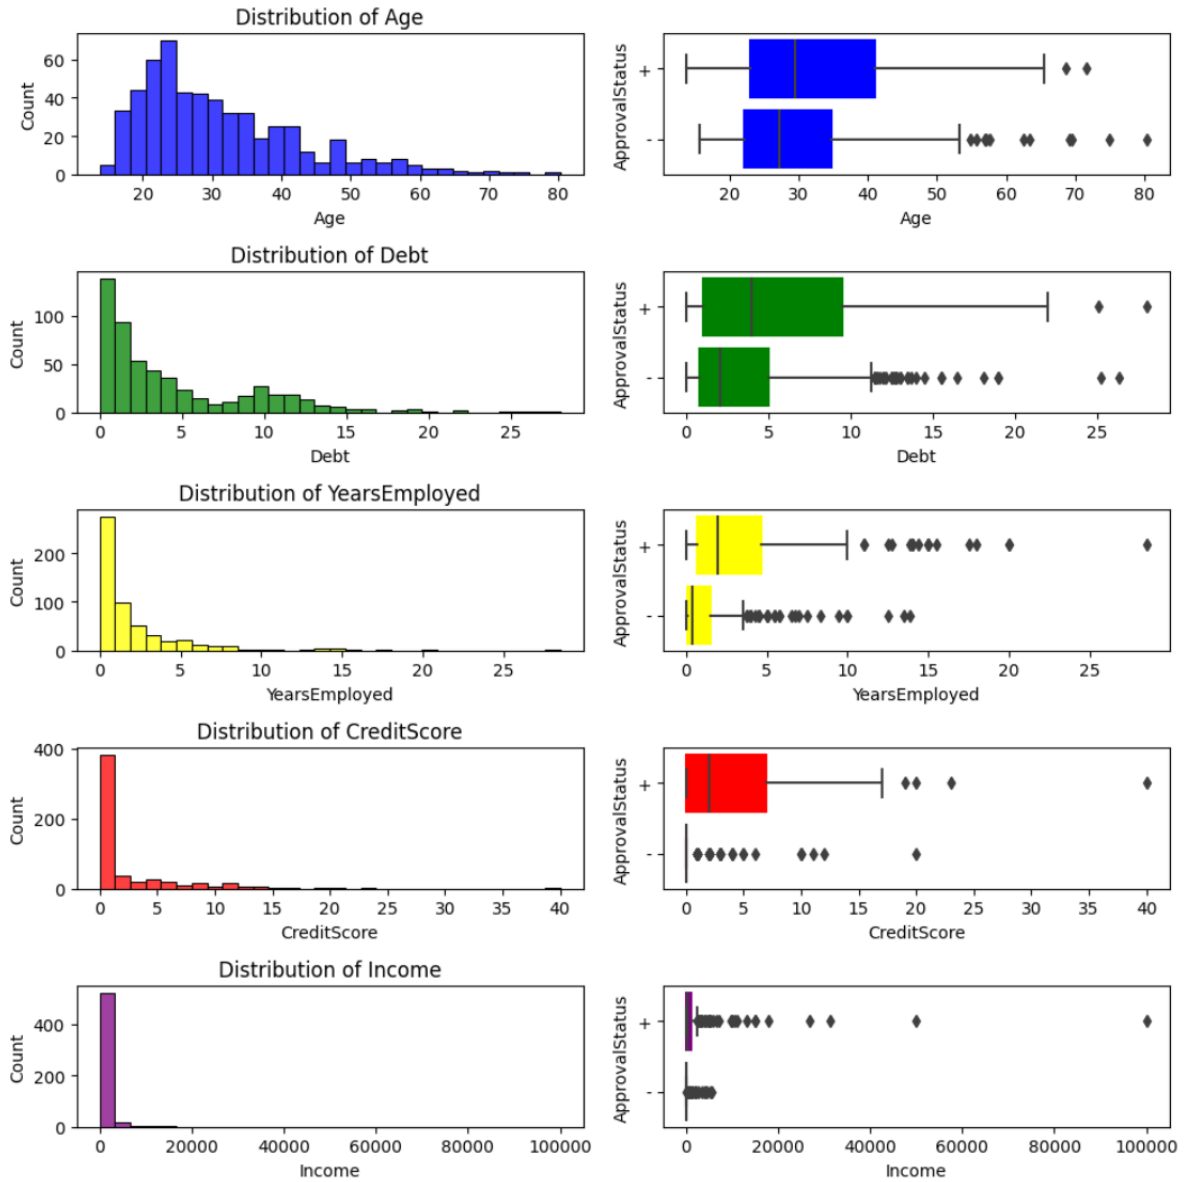 Distribution of Age
Count
0
20
40
60
20 30 40 50 60 70 80
Age
ApprovalStatus
+
-
20 30 40 50 60 70 80
Age
Distribution of Debt
Count
100
50
0
0 5 10 15 20 25
Debt
ApprovalStatus
+
-
0 5 10 15 20 25
Debt
Distribution of YearsEmployed
Count
200
100
0
0 5 10 15 20 25
YearsEmployed
ApprovalStatus
+
-
0 5 10 15 20 25
YearsEmployed
Distribution of CreditScore
Count
400
200
0
0 5 10 15 20 25 30 35 40
CreditScore
ApprovalStatus
+
-
0 5 10 15 20 25 30 35 40
CreditScore
Distribution of Income
Count
400
200
0
0 20000 40000 60000 80000 100000
Income
ApprovalStatus
+
-
0 20000 40000 60000 80000 100000
Income